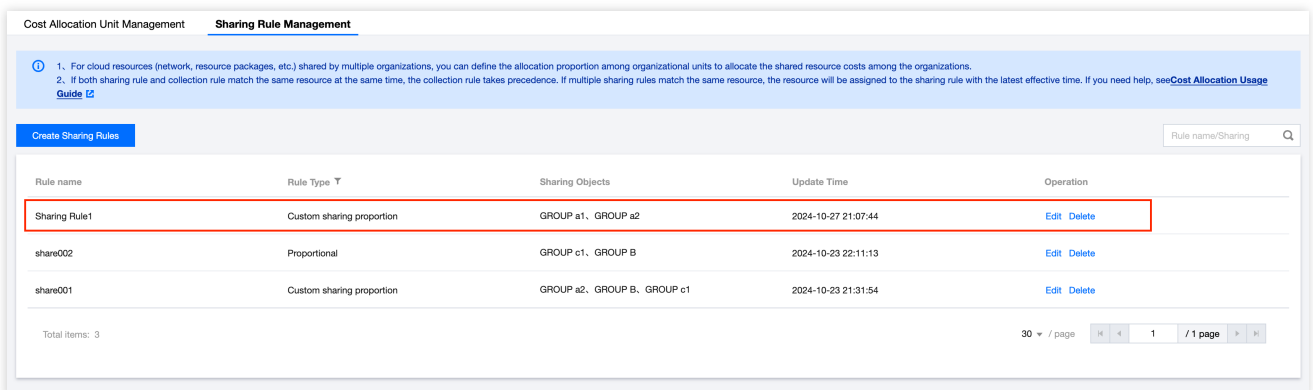 Cost Allocation Unit Management Sharing Rule Management
1、For cloud resources (network, resource packages, etc.) shared by multiple organizations, you can define the allocation proportion among organizational units to allocate the shared resource costs among the organizations.
2、If both sharing rule and collection rule match the same resource at the same time, the collection rule takes precedence. If multiple sharing rules match the same resource, the resource will be assigned to the sharing rule with the latest effective time. If you need help, seeCost Allocation Usage
Guide
Create Sharing Rules Rule name/Sharing
Rule name Rule Type Sharing Objects Update Time Operation
Sharing Rule1 Custom sharing proportion GROUP a1、GROUP a2 2024-10-27 21:07:44 Edit Delete
share002 Proportional GROUP c1、GROUP B 2024-10-23 22:11:13 Edit Delete
share001 Custom sharing proportion GROUP a2、GROUP B、GROUP c1 2024-10-23 21:31:54 Edit Delete
Total items: 3 30 / page 1 / 1 page